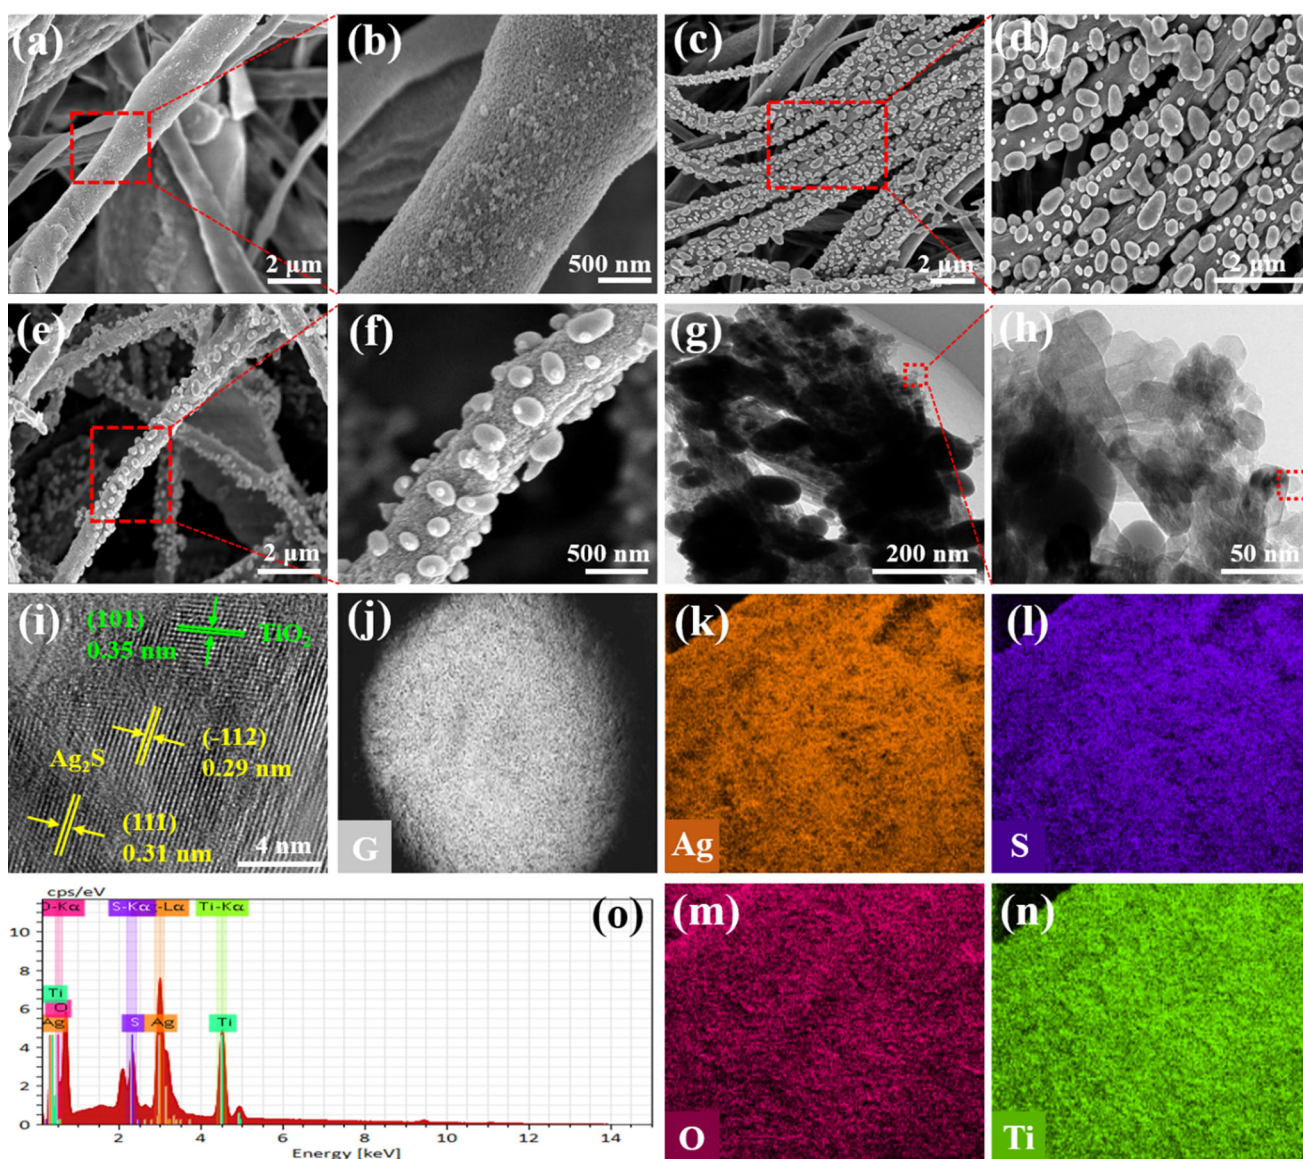 (a)
2 μm
(b)
500 nm
(c)
2 μm
(d)
2 μm
(e)
2 μm
(f)
500 nm
(g)
200 nm
(h)
50 nm
(i)
(101)
0.35 nm
TiO₂
(-112)
0.29 nm
Ag₂S
(111)
0.31 nm
4 nm
(j)
G
(k)
Ag
(l)
S
cps/eV
S-Kα
-Lα
Ti-Kα
(o)
10
8
6
4
2
0
Ti
O
Ag
S
Ag
Ti
2 4 6 8 10 12 14
Energy [keV]
(m)
O
(n)
Ti